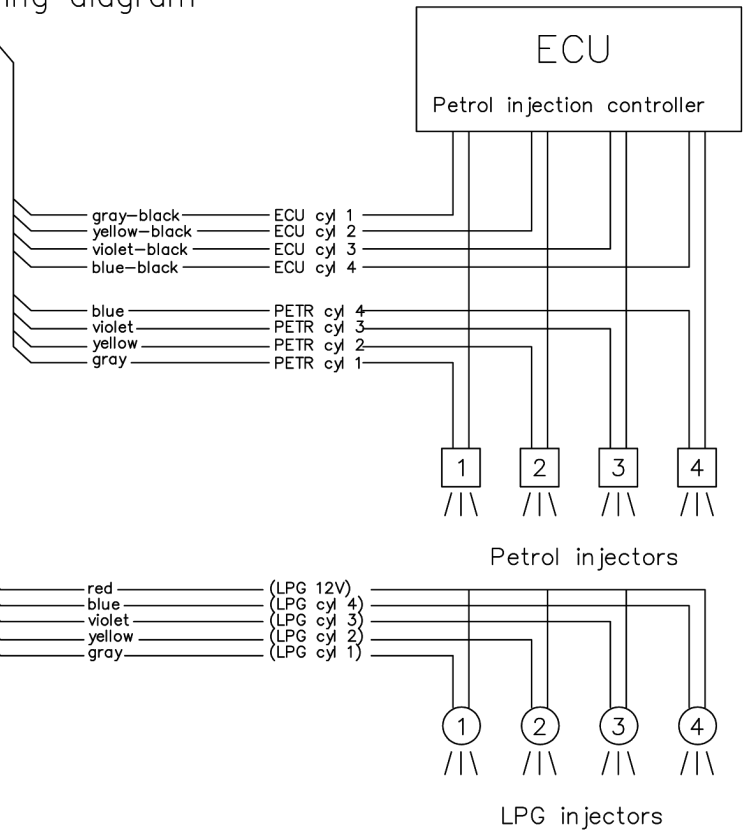 diagram
ECU
Petrol injection controller
gray-black ECU cyl 1
yellow-black ECU cyl 2
violet-black ECU cyl 3
blue-black ECU cyl 4
blue PETR cyl 4
violet PETR cyl 3
yellow PETR cyl 2
gray PETR cyl 1
1 2 3 4
Petrol injectors
red (LPG 12V)
blue (LPG cyl 4)
violet (LPG cyl 3)
yellow (LPG cyl 2)
gray (LPG cyl 1)
1 2 3 4
LPG injectors